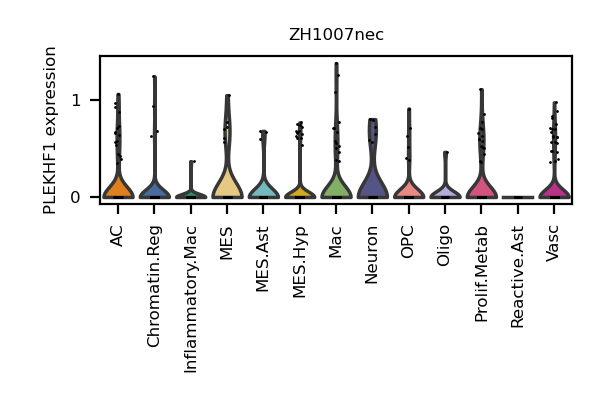 ZH1007nec
PLEKHF1 expression
1
0
AC
Chromatin.Reg
Inflammatory.Mac
MES
MES.Ast
MES.Hyp
Mac
Neuron
OPC
Oligo
Prolif.Metab
Reactive.Ast
Vasc